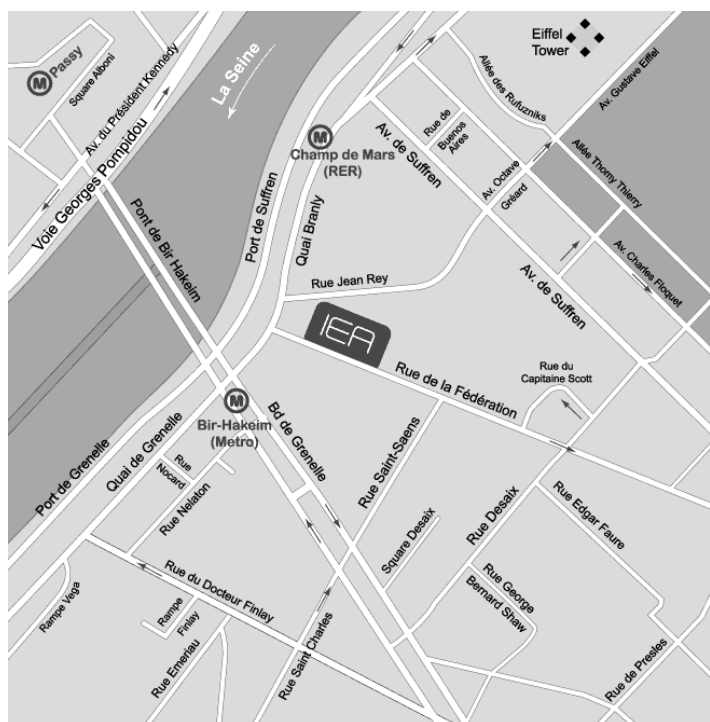 Eiffel
Tower
M
Passy
Square Alboni
Av. du Président Kennedy
Voie Georges Pompidou
La Seine
M
Champ de Mars
(RER)
Allée des Rufuzniks
Av. Gustave Eiffel
Rue de
Buenos
Aires
Av. de Suffren
Av. Octave
Gréard
Allée Thomy Thierry
Pont de Bir Hakeim
Port de Suffren
Quai Branly
Rue Jean Rey
Av. de Suffren
Av. Charles Floquet
IEA
Rue de la Fédération
Rue du
Capitaine Scott
M
Bir-Hakeim
(Metro)
Bd de Grenelle
Port de Grenelle
Quai de Grenelle
Rue
Nocard
Rue Nelaton
Rue Saint-Saens
Square Desaix
Rue Desaix
Rue Edgar Faure
Rue George
Bernard Shaw
Rue du Docteur Finlay
Rampe Vega
Rampe
Finlay
Rue Emeriau
Rue Saint Charles
Rue de Presles